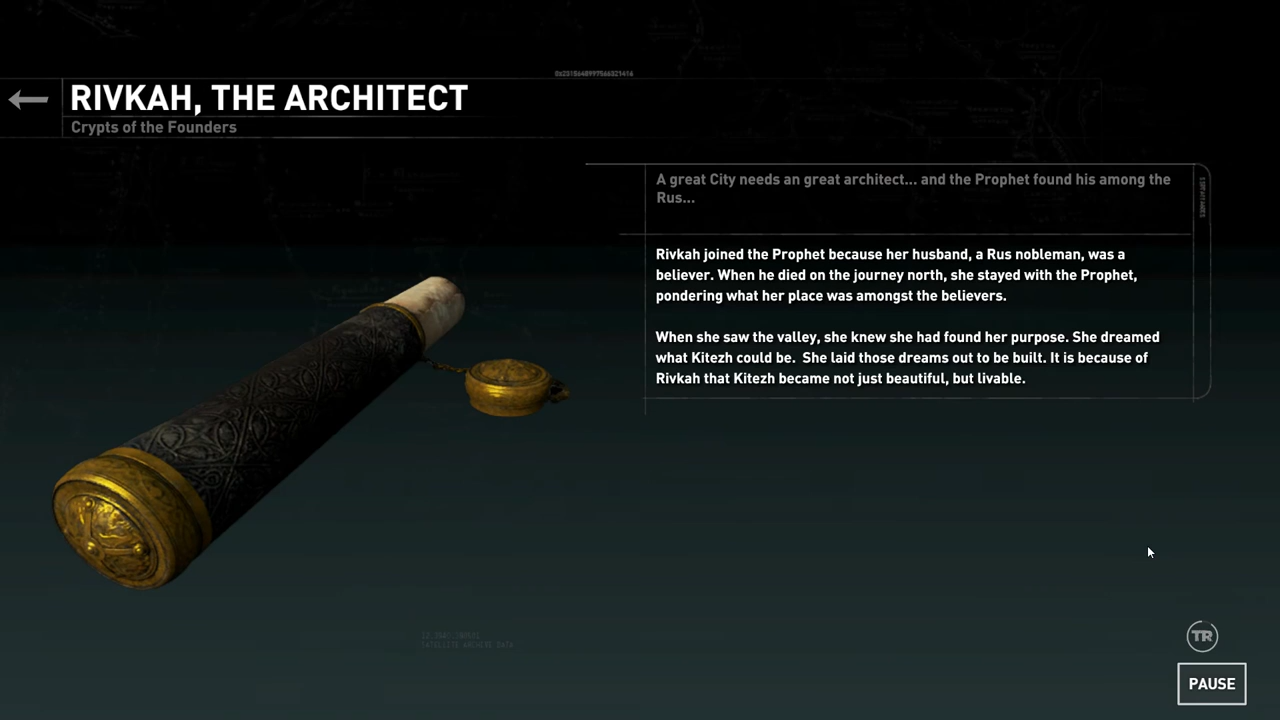 RIVKAH, THE ARCHITECT
Crypts of the Founders
A great City needs an great architect... and the Prophet found his among the
Rus...
Rivkah joined the Prophet because her husband, a Rus nobleman, was a
believer. When he died on the journey north, she stayed with the Prophet,
pondering what her place was amongst the believers.
When she saw the valley, she knew she had found her purpose. She dreamed
what Kitezh could be.  She laid those dreams out to be built. It is because of
Rivkah that Kitezh became not just beautiful, but livable.
TR
PAUSE